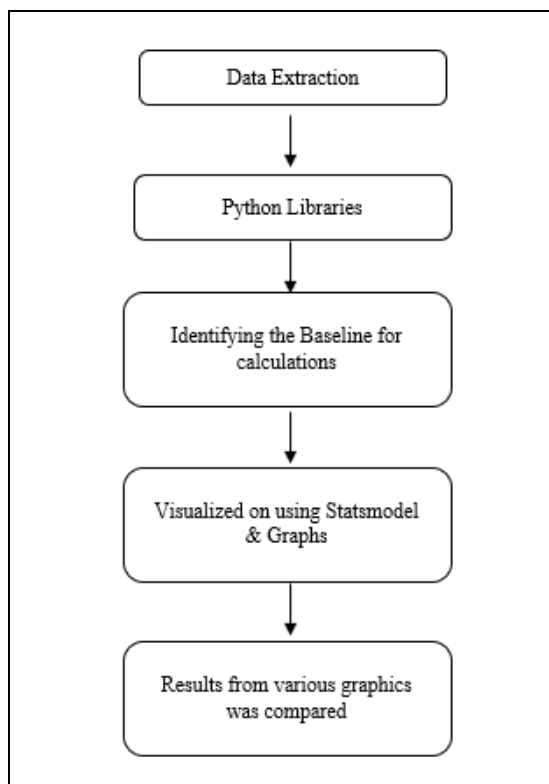 Data Extraction
Python Libraries
Identifying the Baseline for
calculations
Visualized on using Statsmodel
& Graphs
Results from various graphics
was compared